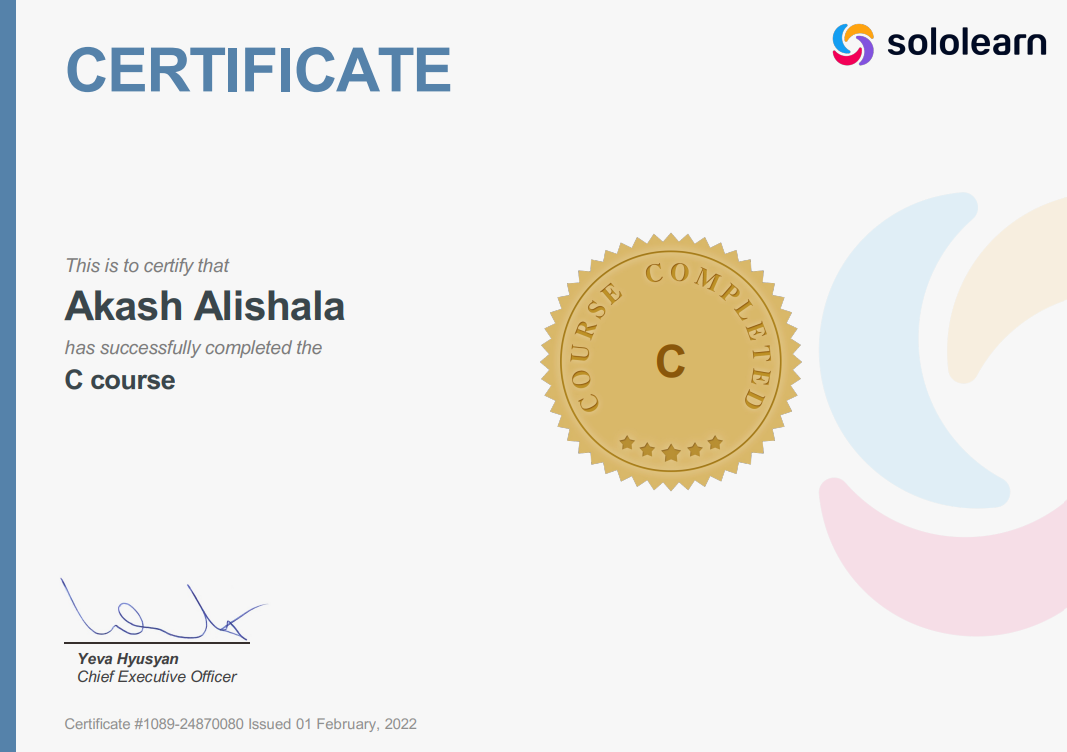 CERTIFICATE
sololearn
This is to certify that
Akash Alishala
has successfully completed the
C course
COURSE COMPLETED
C
Yeva Hyusyan
Chief Executive Officer
Certificate #1089-24870080 Issued 01 February, 2022